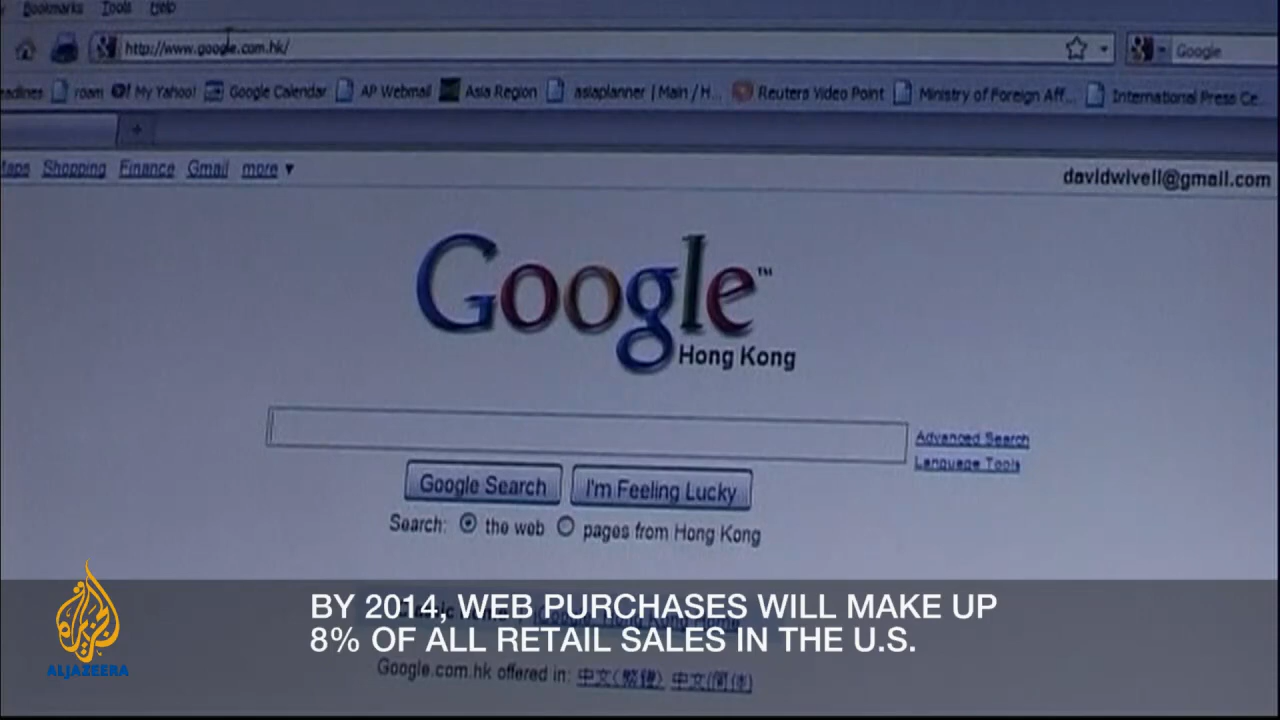 Bookmarks Tools Help
http://www.google.com.hk/
Google
roam My Yahoo! Google Calendar AP Webmail Asia Region asiaplanner | Main / H... Reuters Video Point Ministry of Foreign Aff... International Press Ce...
Maps Shopping Finance Gmail more ▼
davidwivell@gmail.com
Google™
Hong Kong
Advanced Search
Language Tools
Google Search I'm Feeling Lucky
Search: the web pages from Hong Kong
BY 2014, WEB PURCHASES WILL MAKE UP
8% OF ALL RETAIL SALES IN THE U.S.
ALJAZEERA
Google.com.hk offered in: 中文(繁體) 中文(简体)